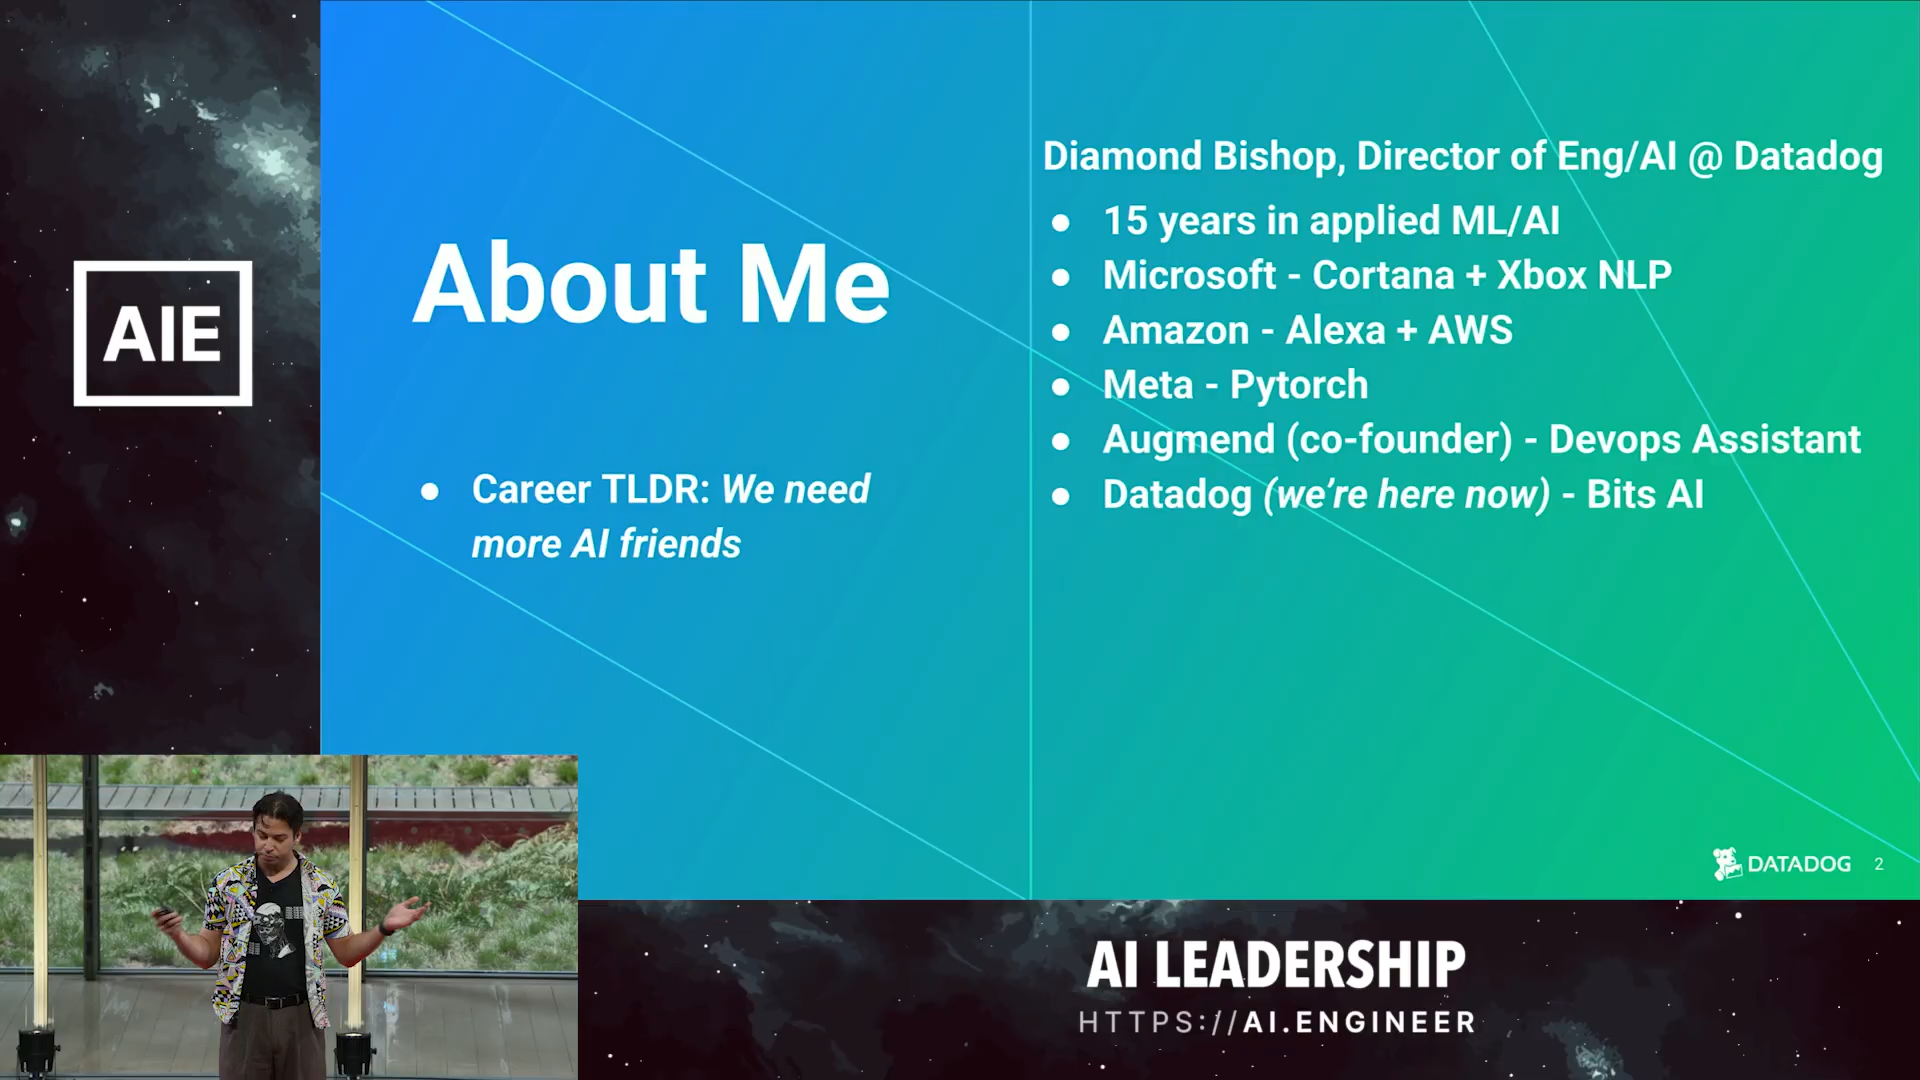 AIE
About Me
Career TLDR: We need
more AI friends
Diamond Bishop, Director of Eng/AI @ Datadog
15 years in applied ML/AI
Microsoft - Cortana + Xbox NLP
Amazon - Alexa + AWS
Meta - Pytorch
Augmend (co-founder) - Devops Assistant
Datadog (we're here now) - Bits AI
DATADOG 2
AI LEADERSHIP
HTTPS://AI.ENGINEER